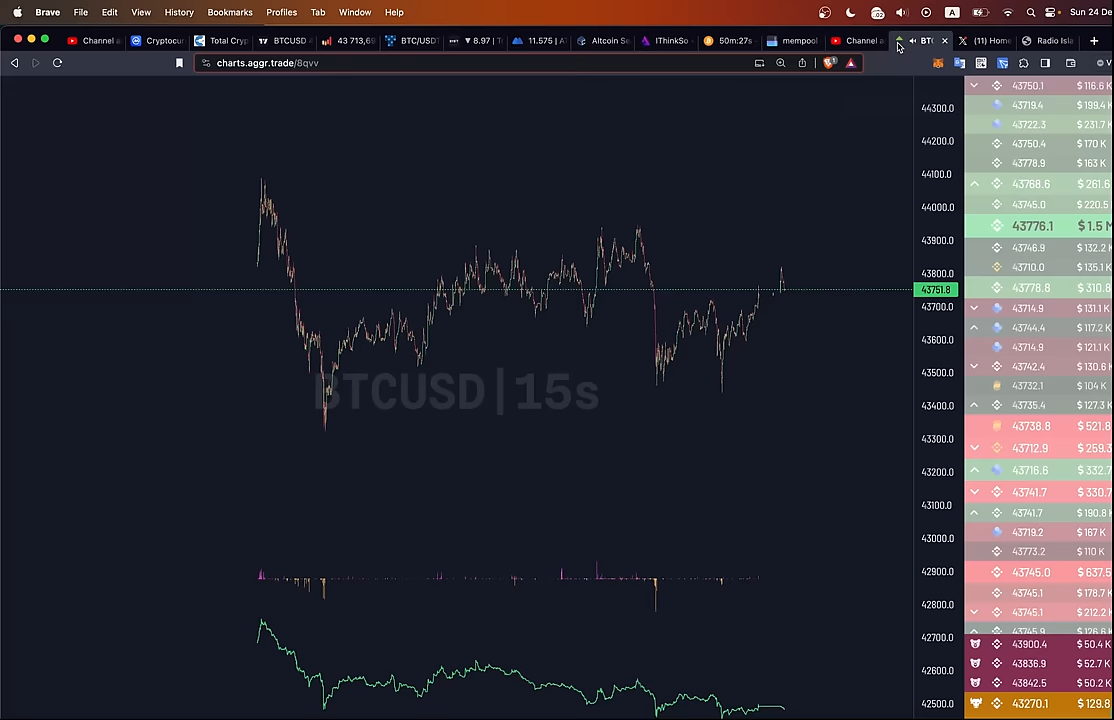 Brave File Edit View History Bookmarks Profiles Tab Window Help A Sun 24 De
Channel a Cryptocur Total Cryp BTCUSD 43 713,69 BTC/USDT 8.97 11.575 | AT Altcoin Se iThinkSo 50m:27s mempool Channel a BTC (1) Home Radio Isla
charts.aggr.trade/8qvv
44300.0
44200.0
44100.0
44000.0
43900.0
43800.0
43751.8
43700.0
43600.0
43500.0
43400.0
43300.0
43200.0
43100.0
43000.0
42900.0
42800.0
42700.0
42600.0
42500.0
BTCUSD|15s
43750.1 $116.6 K
43719.4 $199.4
43722.3 $231.7
43750.4 $170 K
43778.9 $163 K
43768.6 $261.6
43745.0 $220.5
43776.1 $1.5 M
43746.9 $132.2
43710.0 $135.1
43778.8 $310.8
43714.9 $131.1 K
43744.4 $117.2
43714.9 $121.1 K
43742.4 $130.6
43732.1 $104 K
43735.4 $127.3
43738.8 $521.8
43712.9 $259.3
43716.6 $332.7
43741.7 $330.7
43741.7 $190.8
43719.2 $167 K
43773.2 $110 K
43745.0 $637.5
43745.1 $178.7
43745.1 $212.2
43745.9 $126.6
43900.4 $50.4 K
43836.9 $52.7 K
43842.5 $50.2 K
43270.1 $129.8